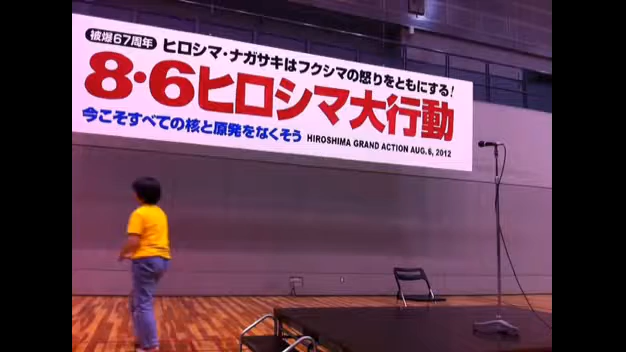 被爆67周年 ヒロシマ・ナガサキはフクシマの怒りをともにする!
8・6ヒロシマ大行動
今こそすべての核と原発をなくそう HIROSHIMA GRAND ACTION AUG. 6, 2012